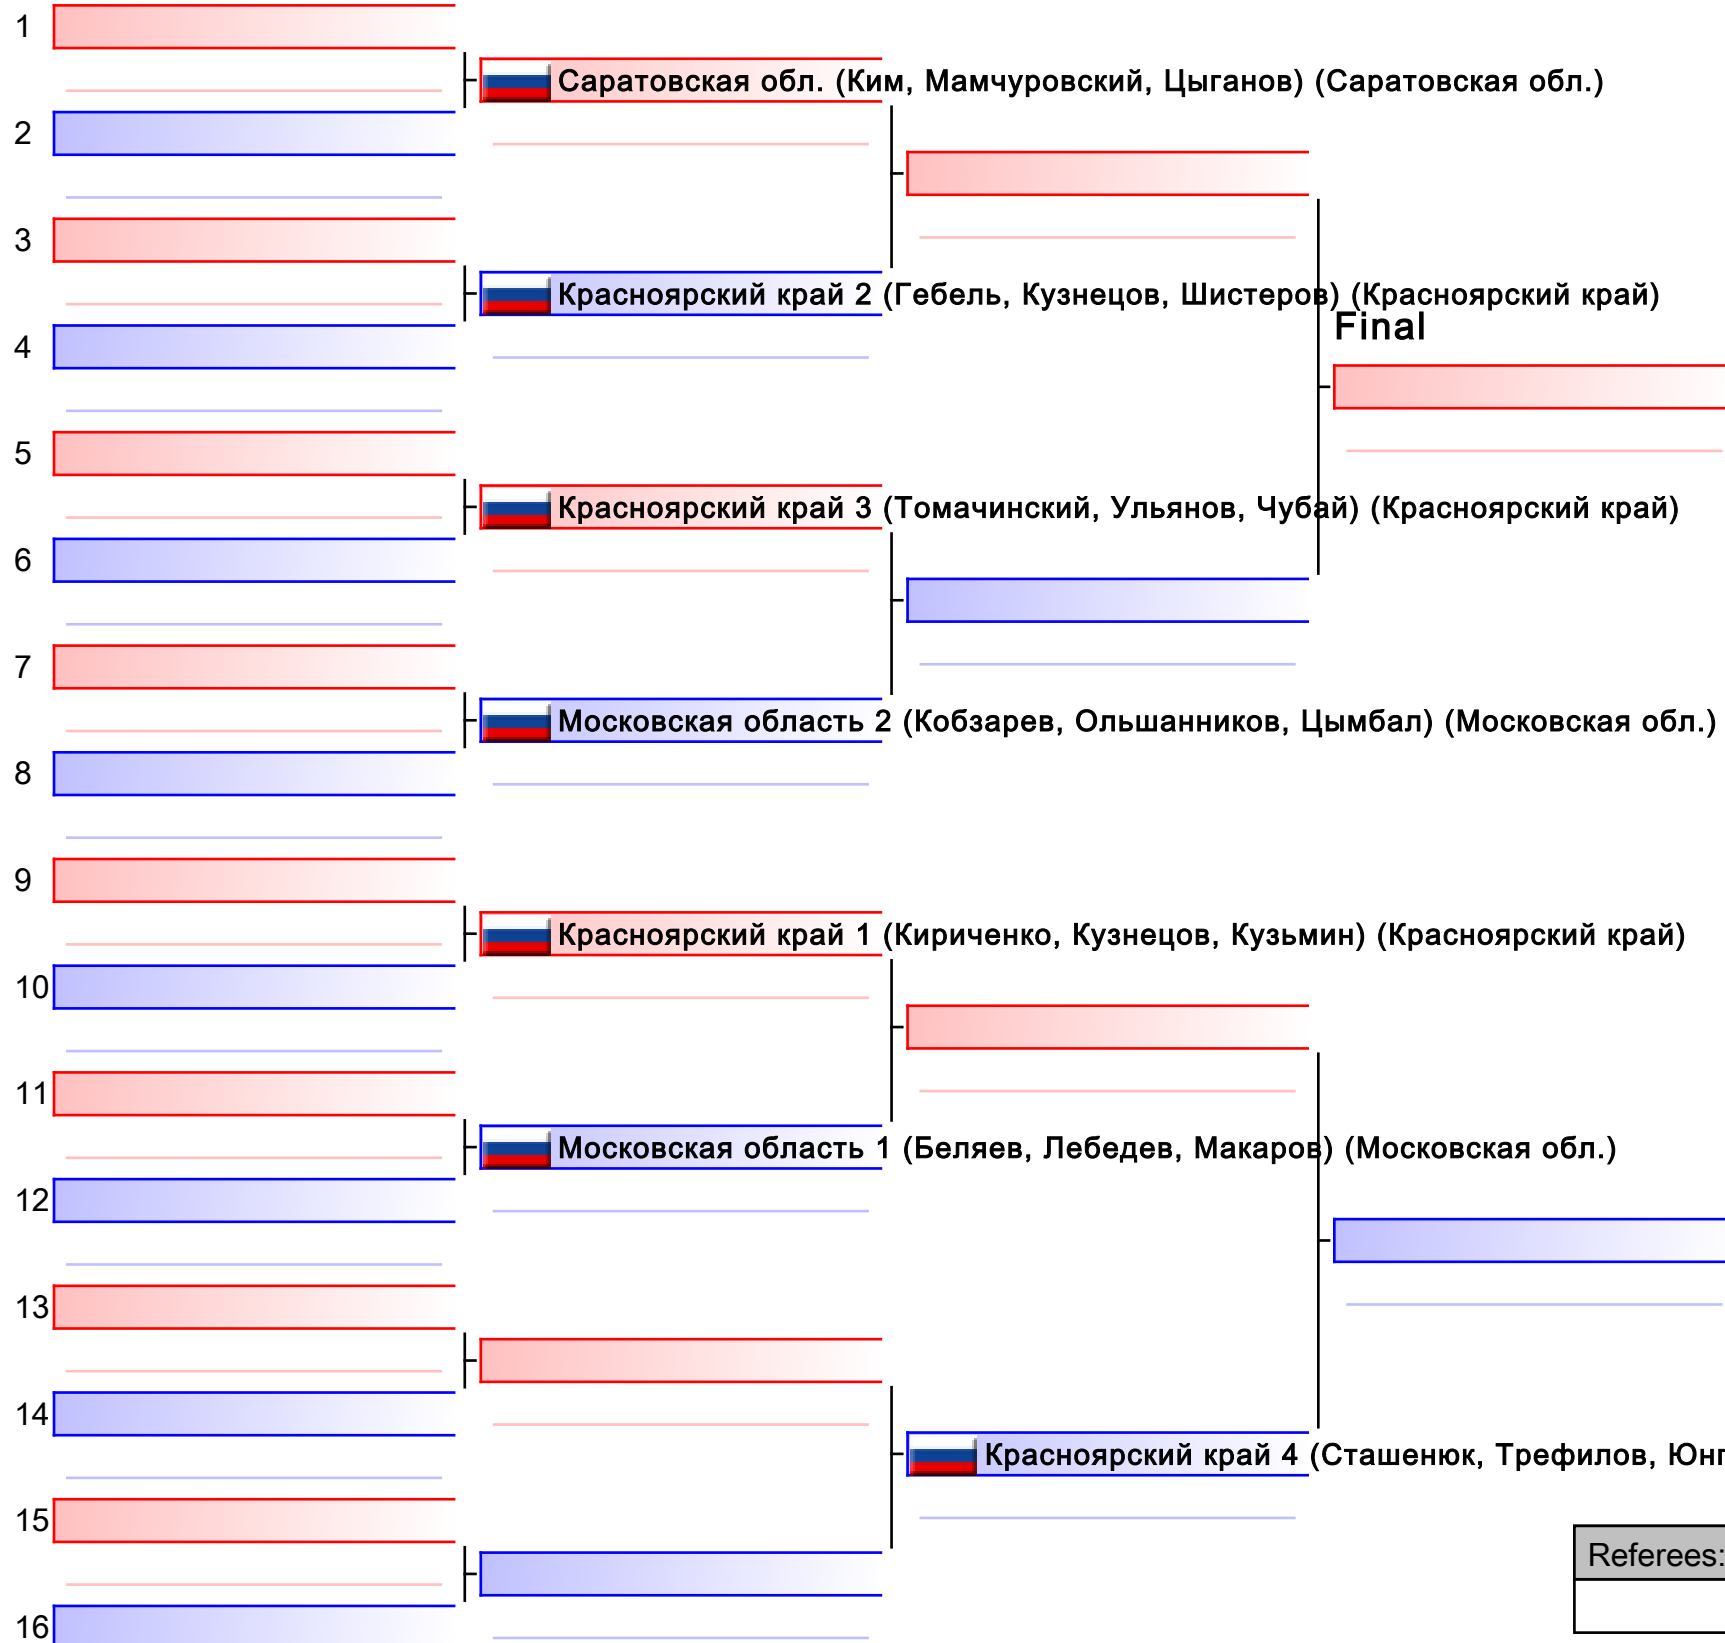 1
Саратовская обл. (Ким, Мамчуровский, Цыганов) (Саратовская обл.)
2
3
Красноярский край 2 (Гебель, Кузнецов, Шистеров) (Красноярский край)
Final
4
5
Красноярский край 3 (Томачинский, Ульянов, Чубай) (Красноярский край)
6
7
Московская область 2 (Кобзарев, Ольшанников, Цымбал) (Московская обл.)
8
9
Красноярский край 1 (Кириченко, Кузнецов, Кузьмин) (Красноярский край)
10
11
Московская область 1 (Беляев, Лебедев, Макаров) (Московская обл.)
12
13
14
Красноярский край 4 (Сташенюк, Трефилов,
15
Referees:
16